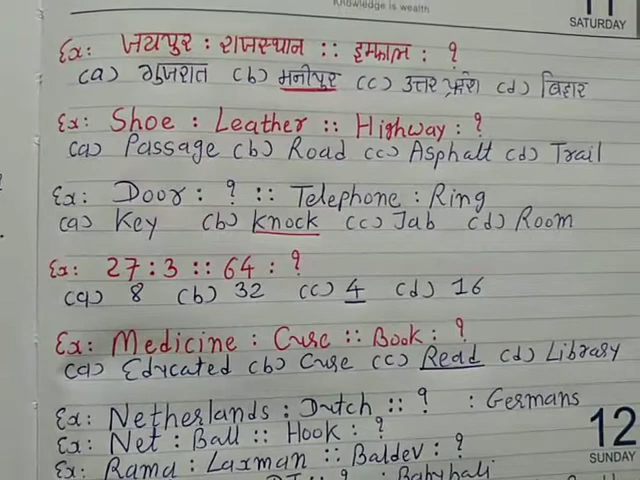 Knowledge is wealth
11
SATURDAY
Ex: जयपुर : राजस्थान :: इम्फाल : ?
(a) गुजरात (b) मनीपुर (c) उत्तर प्रदेश (d) बिहार
Ex: Shoe : Leather :: Highway : ?
(a) Passage (b) Road (c) Asphalt (d) Trail
Ex: Door : ? :: Telephone : Ring
(a) Key (b) Knock (c) Jab (d) Room
Ex: 27 : 3 :: 64 : ?
(a) 8 (b) 32 (c) 4 (d) 16
Ex: Medicine : Cure :: Book : ?
(a) Educated (b) Cure (c) Read (d) Library
Ex: Netherlands : Dutch :: ? : Germans
Ex: Net : Ball :: Hook : ?
Ex: Rama : Laxman :: Baldev : ?
12
SUNDAY
? : Babybali